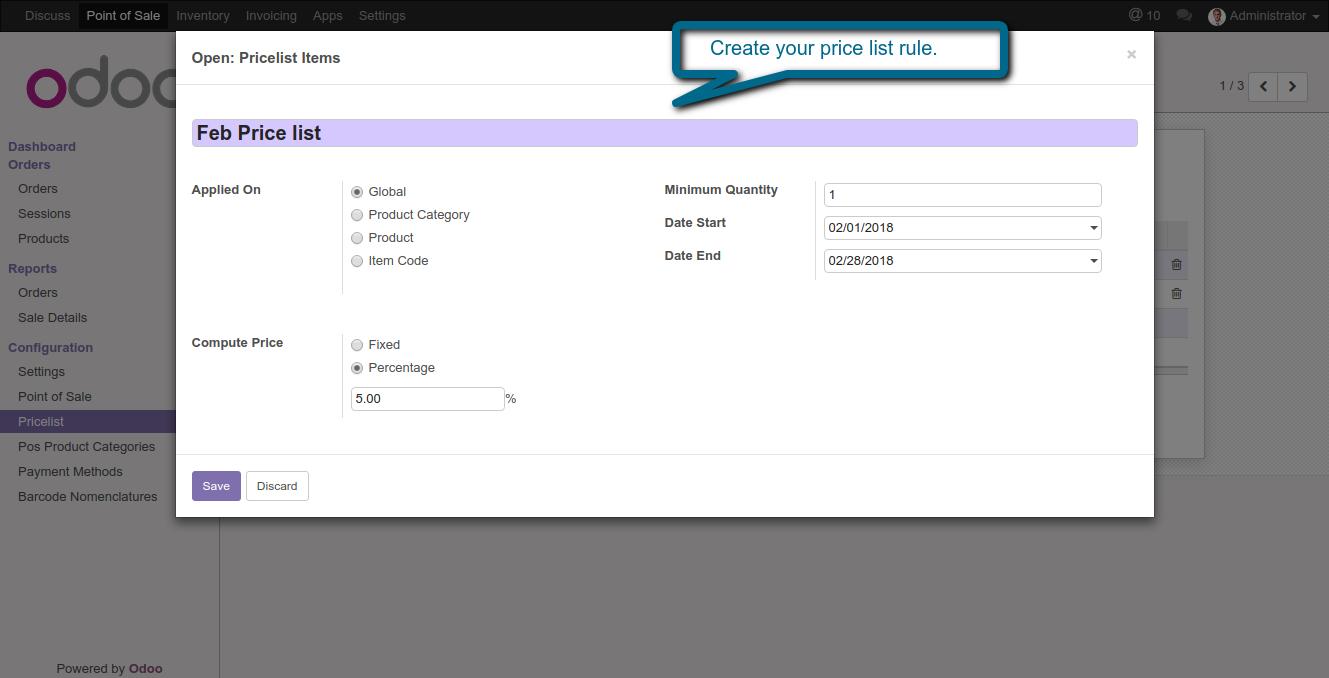 Discuss Point of Sale Inventory Invoicing Apps Settings @ 10 Administrator
Create your price list rule.
Open: Pricelist Items ×
odoo
1 / 3
Dashboard
Orders
Orders
Sessions
Products
Reports
Orders
Sale Details
Configuration
Settings
Point of Sale
Pricelist
Pos Product Categories
Payment Methods
Barcode Nomenclatures
Powered by Odoo
Feb Price list
Applied On
Global
Product Category
Product
Item Code
Minimum Quantity 1
Date Start 02/01/2018
Date End 02/28/2018
Compute Price
Fixed
Percentage
5.00 %
Save Discard